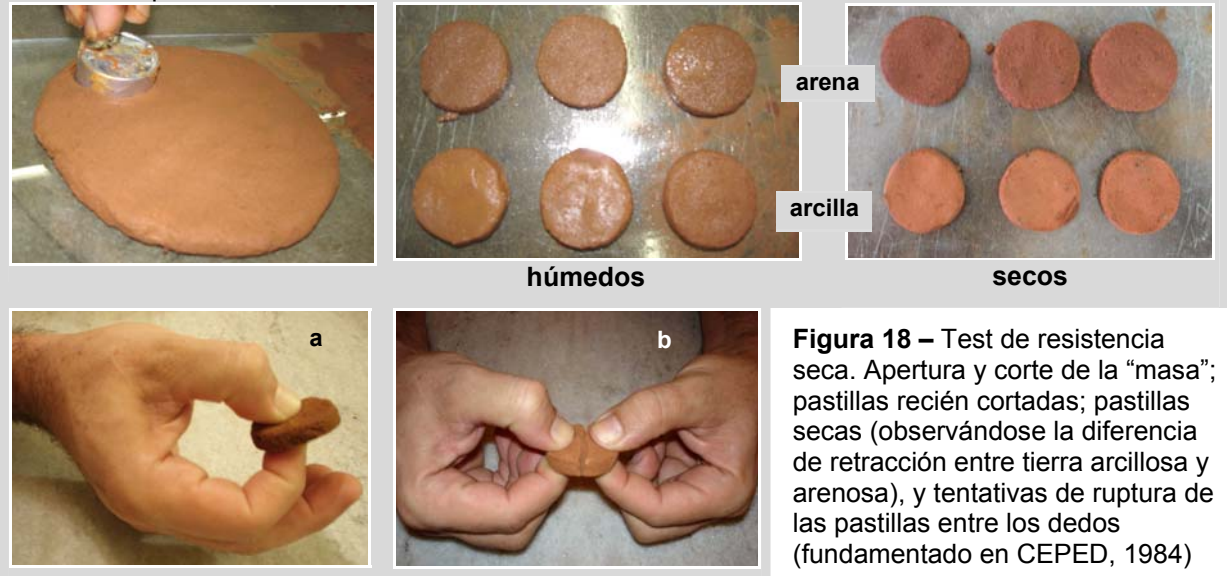 arena
arcilla
húmedos
secos
a
b
Figura 18 – Test de resistencia
seca. Apertura y corte de la “masa”;
pastillas recién cortadas; pastillas
secas (observándose la diferencia
de retracción entre tierra arcillosa y
arenosa), y tentativas de ruptura de
las pastillas entre los dedos
(fundamentado en CEPED, 1984)